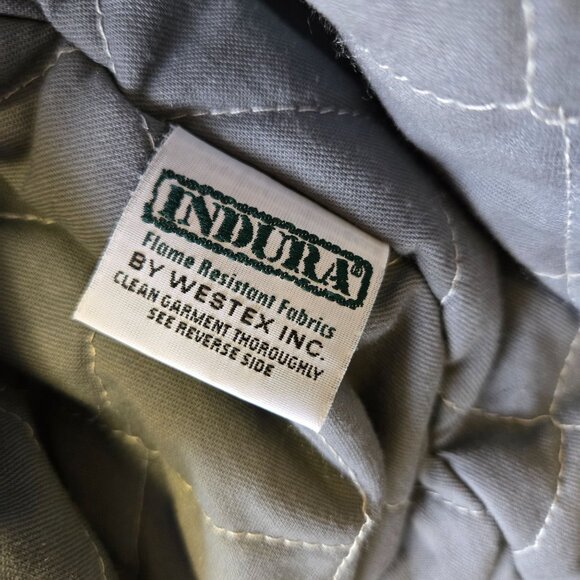 INDURA®
Flame Resistant Fabrics
BY WESTEX INC.
CLEAN GARMENT THOROUGHLY
SEE REVERSE SIDE